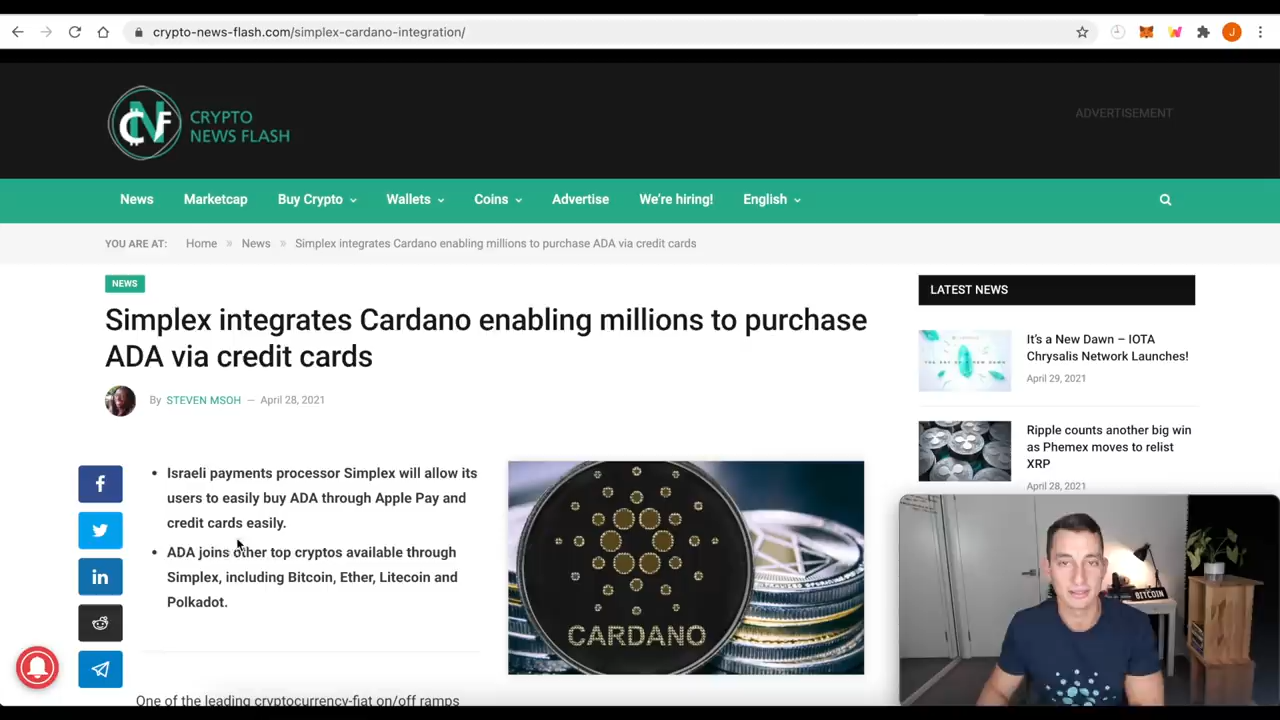 crypto-news-flash.com/simplex-cardano-integration/
J
CNF
CRYPTO
NEWS FLASH
ADVERTISEMENT
News Marketcap Buy Crypto Wallets Coins Advertise We're hiring! English
YOU ARE AT: Home » News » Simplex integrates Cardano enabling millions to purchase ADA via credit cards
NEWS
Simplex integrates Cardano enabling millions to purchase
ADA via credit cards
By STEVEN MSOH — April 28, 2021
• Israeli payments processor Simplex will allow its
users to easily buy ADA through Apple Pay and
credit cards easily.
• ADA joins other top cryptos available through
Simplex, including Bitcoin, Ether, Litecoin and
Polkadot.
One of the leading cryptocurrency-fiat on/off ramps
CARDANO
LATEST NEWS
It's a New Dawn – IOTA
Chrysalis Network Launches!
April 29, 2021
Ripple counts another big win
as Phemex moves to relist
XRP
April 28, 2021
BITCOIN